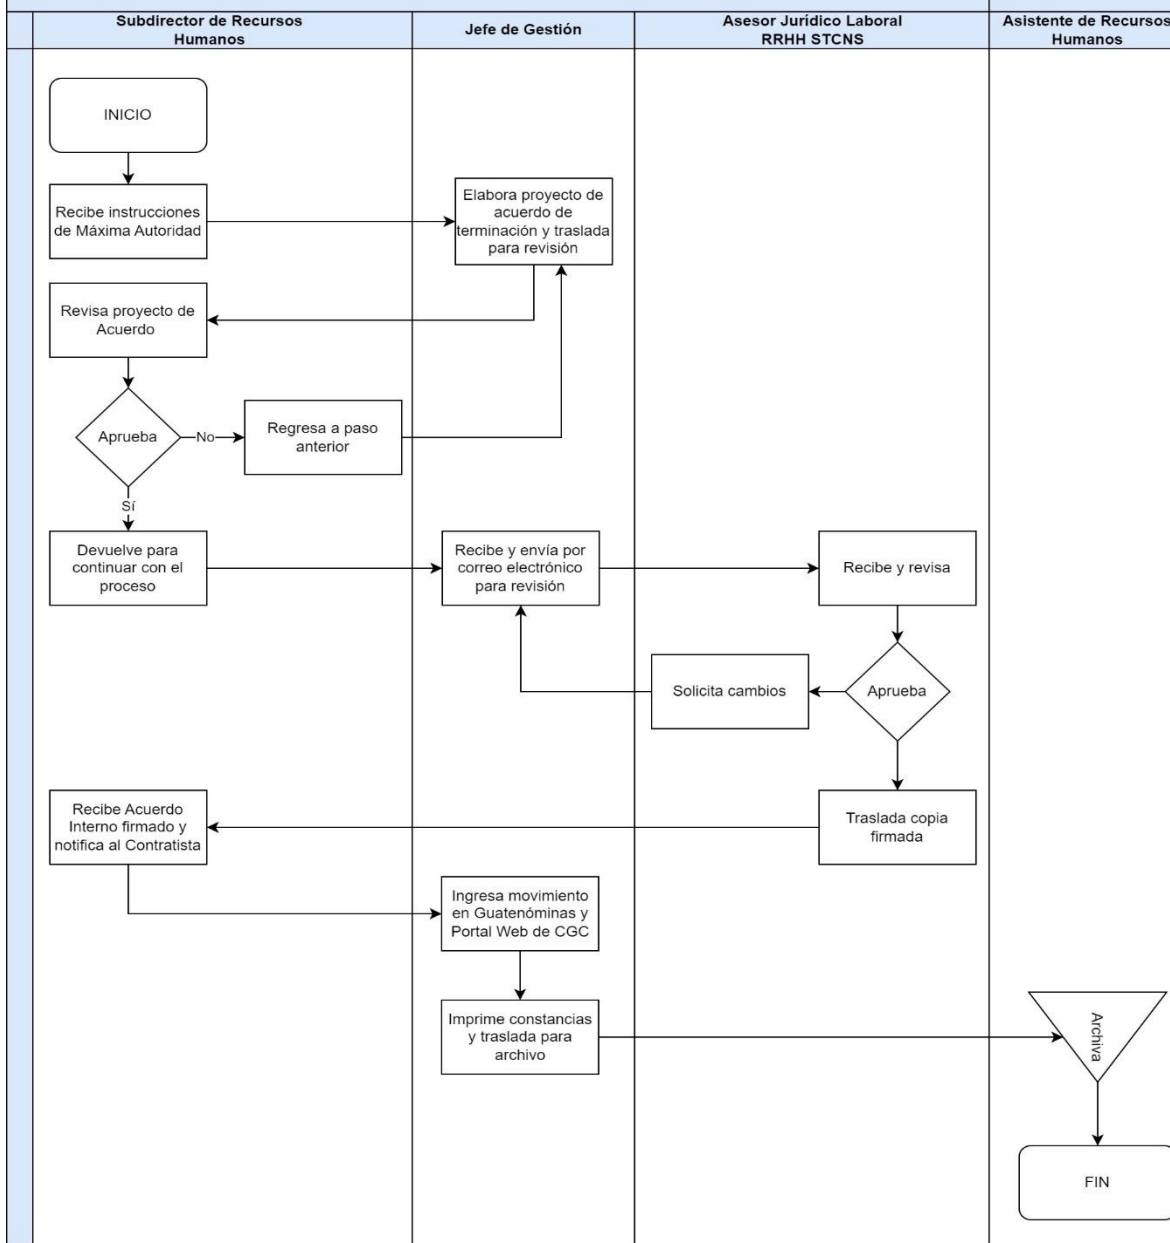 Subdirector de Recursos
Humanos
Jefe de Gestión
Asesor Jurídico Laboral
RRHH STCNS
Asistente de Recursos
Humanos
INICIO
Recibe instrucciones
de Máxima Autoridad
Elabora proyecto de
acuerdo de
terminación y traslada
para revisión
Revisa proyecto de
Acuerdo
Aprueba
No
Regresa a paso
anterior
Sí
Devuelve para
continuar con el
proceso
Recibe y envía por
correo electrónico
para revisión
Recibe y revisa
Solicita cambios
Aprueba
Recibe Acuerdo
Interno firmado y
notifica al Contratista
Traslada copia
firmada
Ingresa movimiento
en Guatenóminas y
Portal Web de CGC
Imprime constancias
y traslada para
archivo
Archiva
FIN